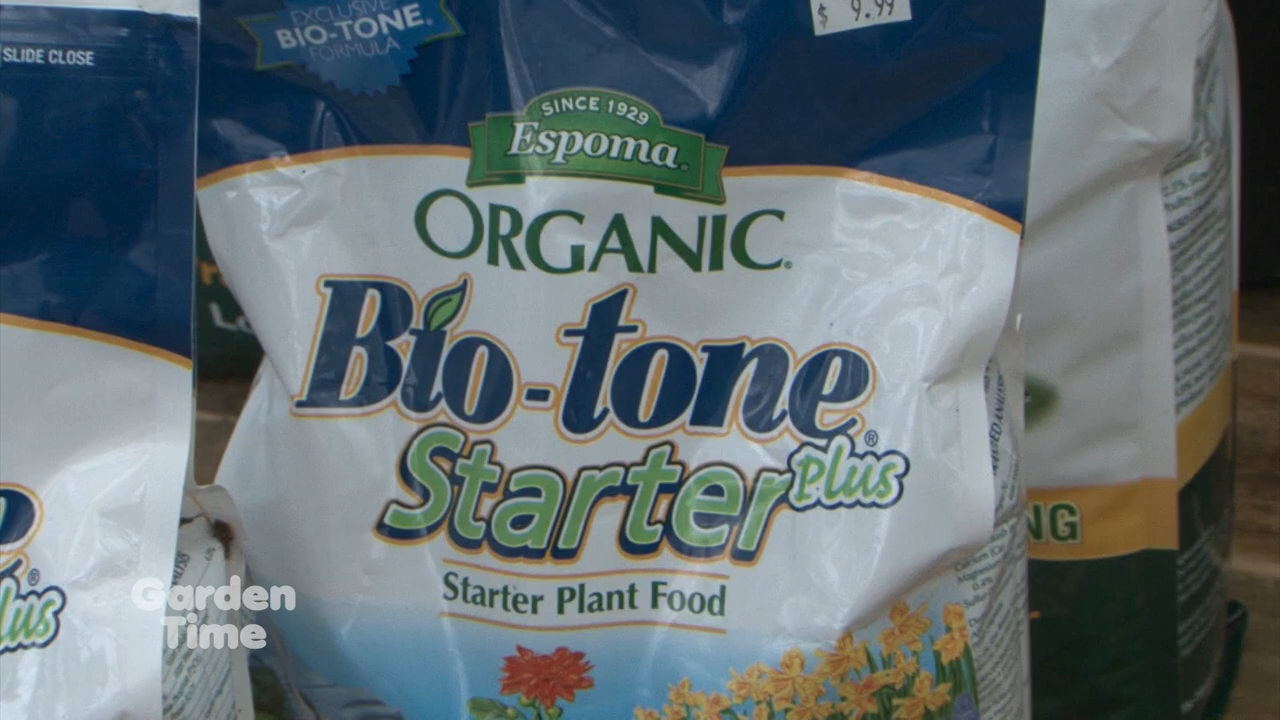 SLIDE CLOSE
EXCLUSIVE
BIO-TONE®
FORMULA
$ 9.99
SINCE 1929
Espoma®
ORGANIC®
Bio-tone®
Starter Plus
Starter Plant Food
®
lus
NG
Garden
Time